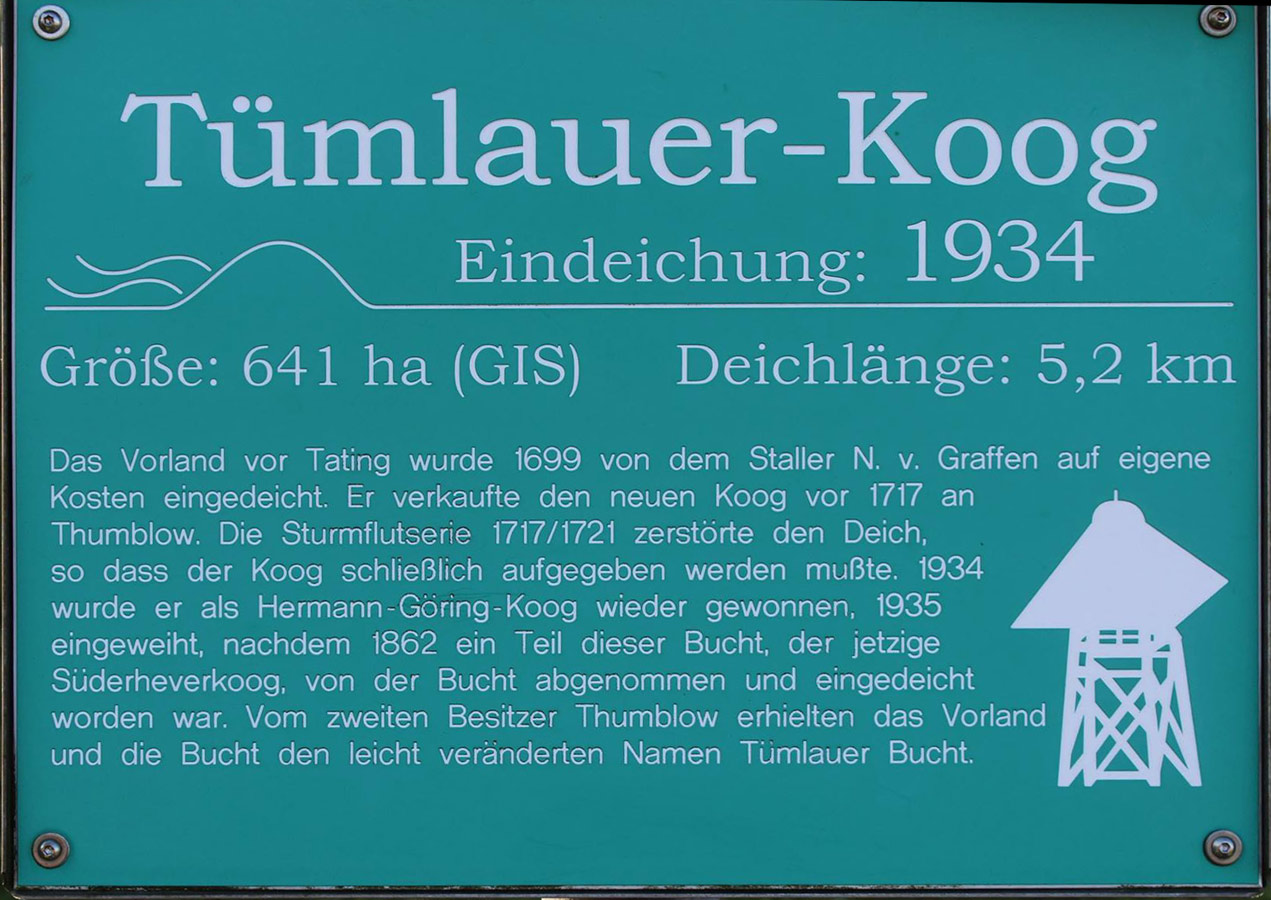 Tümlauer-Koog
Eindeichung: 1934
Größe: 641 ha (GIS) Deichlänge: 5,2 km
Das Vorland vor Tating wurde 1699 von dem Staller N. v. Graffen auf eigene
Kosten eingedeicht. Er verkaufte den neuen Koog vor 1717 an
Thumblow. Die Sturmflutserie 1717/1721 zerstörte den Deich,
so dass der Koog schließlich aufgegeben werden mußte. 1934
wurde er als Hermann-Göring-Koog wieder gewonnen, 1935
eingeweiht, nachdem 1862 ein Teil dieser Bucht, der jetzige
Süderheverkoog, von der Bucht abgenommen und eingedeicht
worden war. Vom zweiten Besitzer Thumblow erhielten das Vorland
und die Bucht den leicht veränderten Namen Tümlauer Bucht.